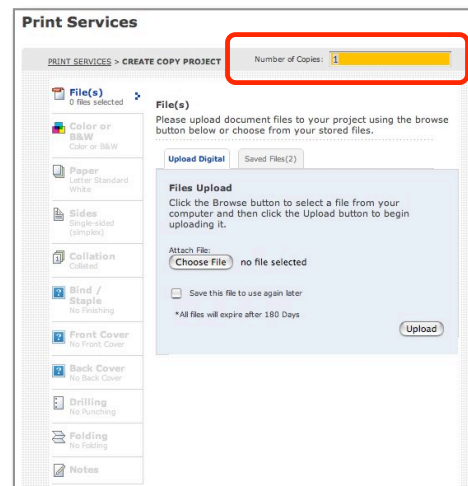 Print Services
PRINT SERVICES > CREATE COPY PROJECT
Number of Copies: 1
File(s)
0 files selected
Color or
B&W
Color or B&W
Paper
Letter Standard
White
Sides
Single-sided
(simplex)
Collation
Collated
Bind /
Staple
No Finishing
Front Cover
No Front Cover
Back Cover
No Back Cover
Drilling
No Punching
Folding
No Folding
Notes
File(s)
Please upload document files to your project using the browse
button below or choose from your stored files.
Upload Digital
Saved Files(2)
Files Upload
Click the Browse button to select a file from your
computer and then click the Upload button to begin
uploading it.
Attach File:
Choose File no file selected
Save this file to use again later
*All files will expire after 180 Days
Upload